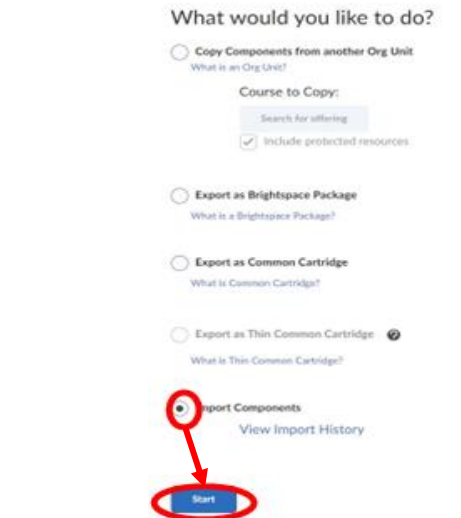 What would you like to do?
Copy Components from another Org Unit
What is an Org Unit?
Course to Copy:
Search for offering
Include protected resources
Export as Brightspace Package
What is a Brightspace Package?
Export as Common Cartridge
What is Common Cartridge?
Export as Thin Common Cartridge
What is Thin Common Cartridge?
Import Components
View Import History
Start